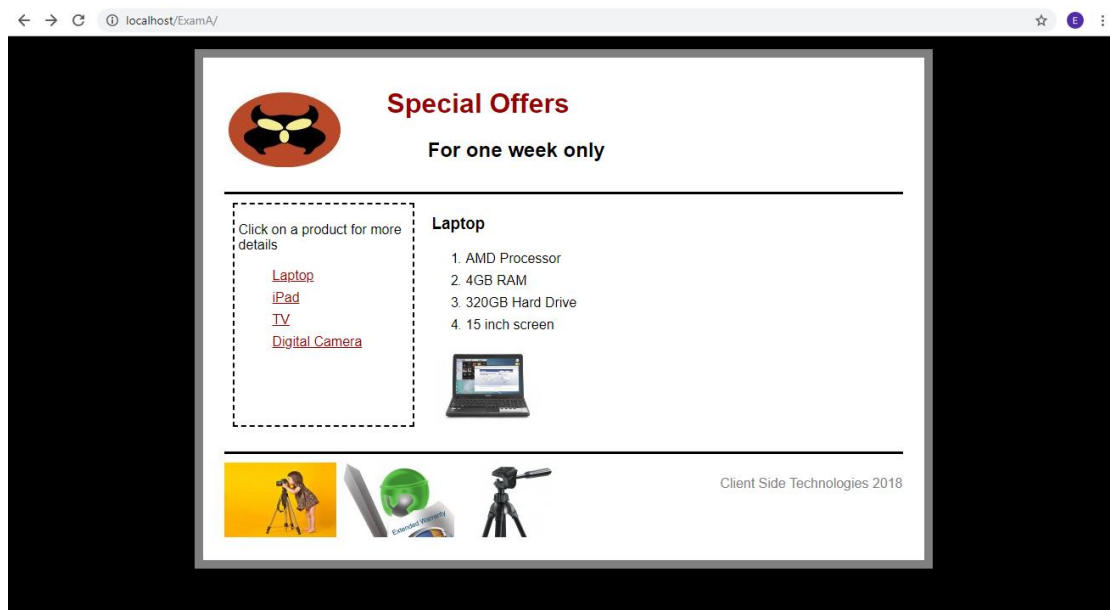 localhost/ExamA/
E
Special Offers
For one week only
Click on a product for more
details
Laptop
iPad
TV
Digital Camera
Laptop
1. AMD Processor
2. 4GB RAM
3. 320GB Hard Drive
4. 15 inch screen
Extended Warranty
Client Side Technologies 2018